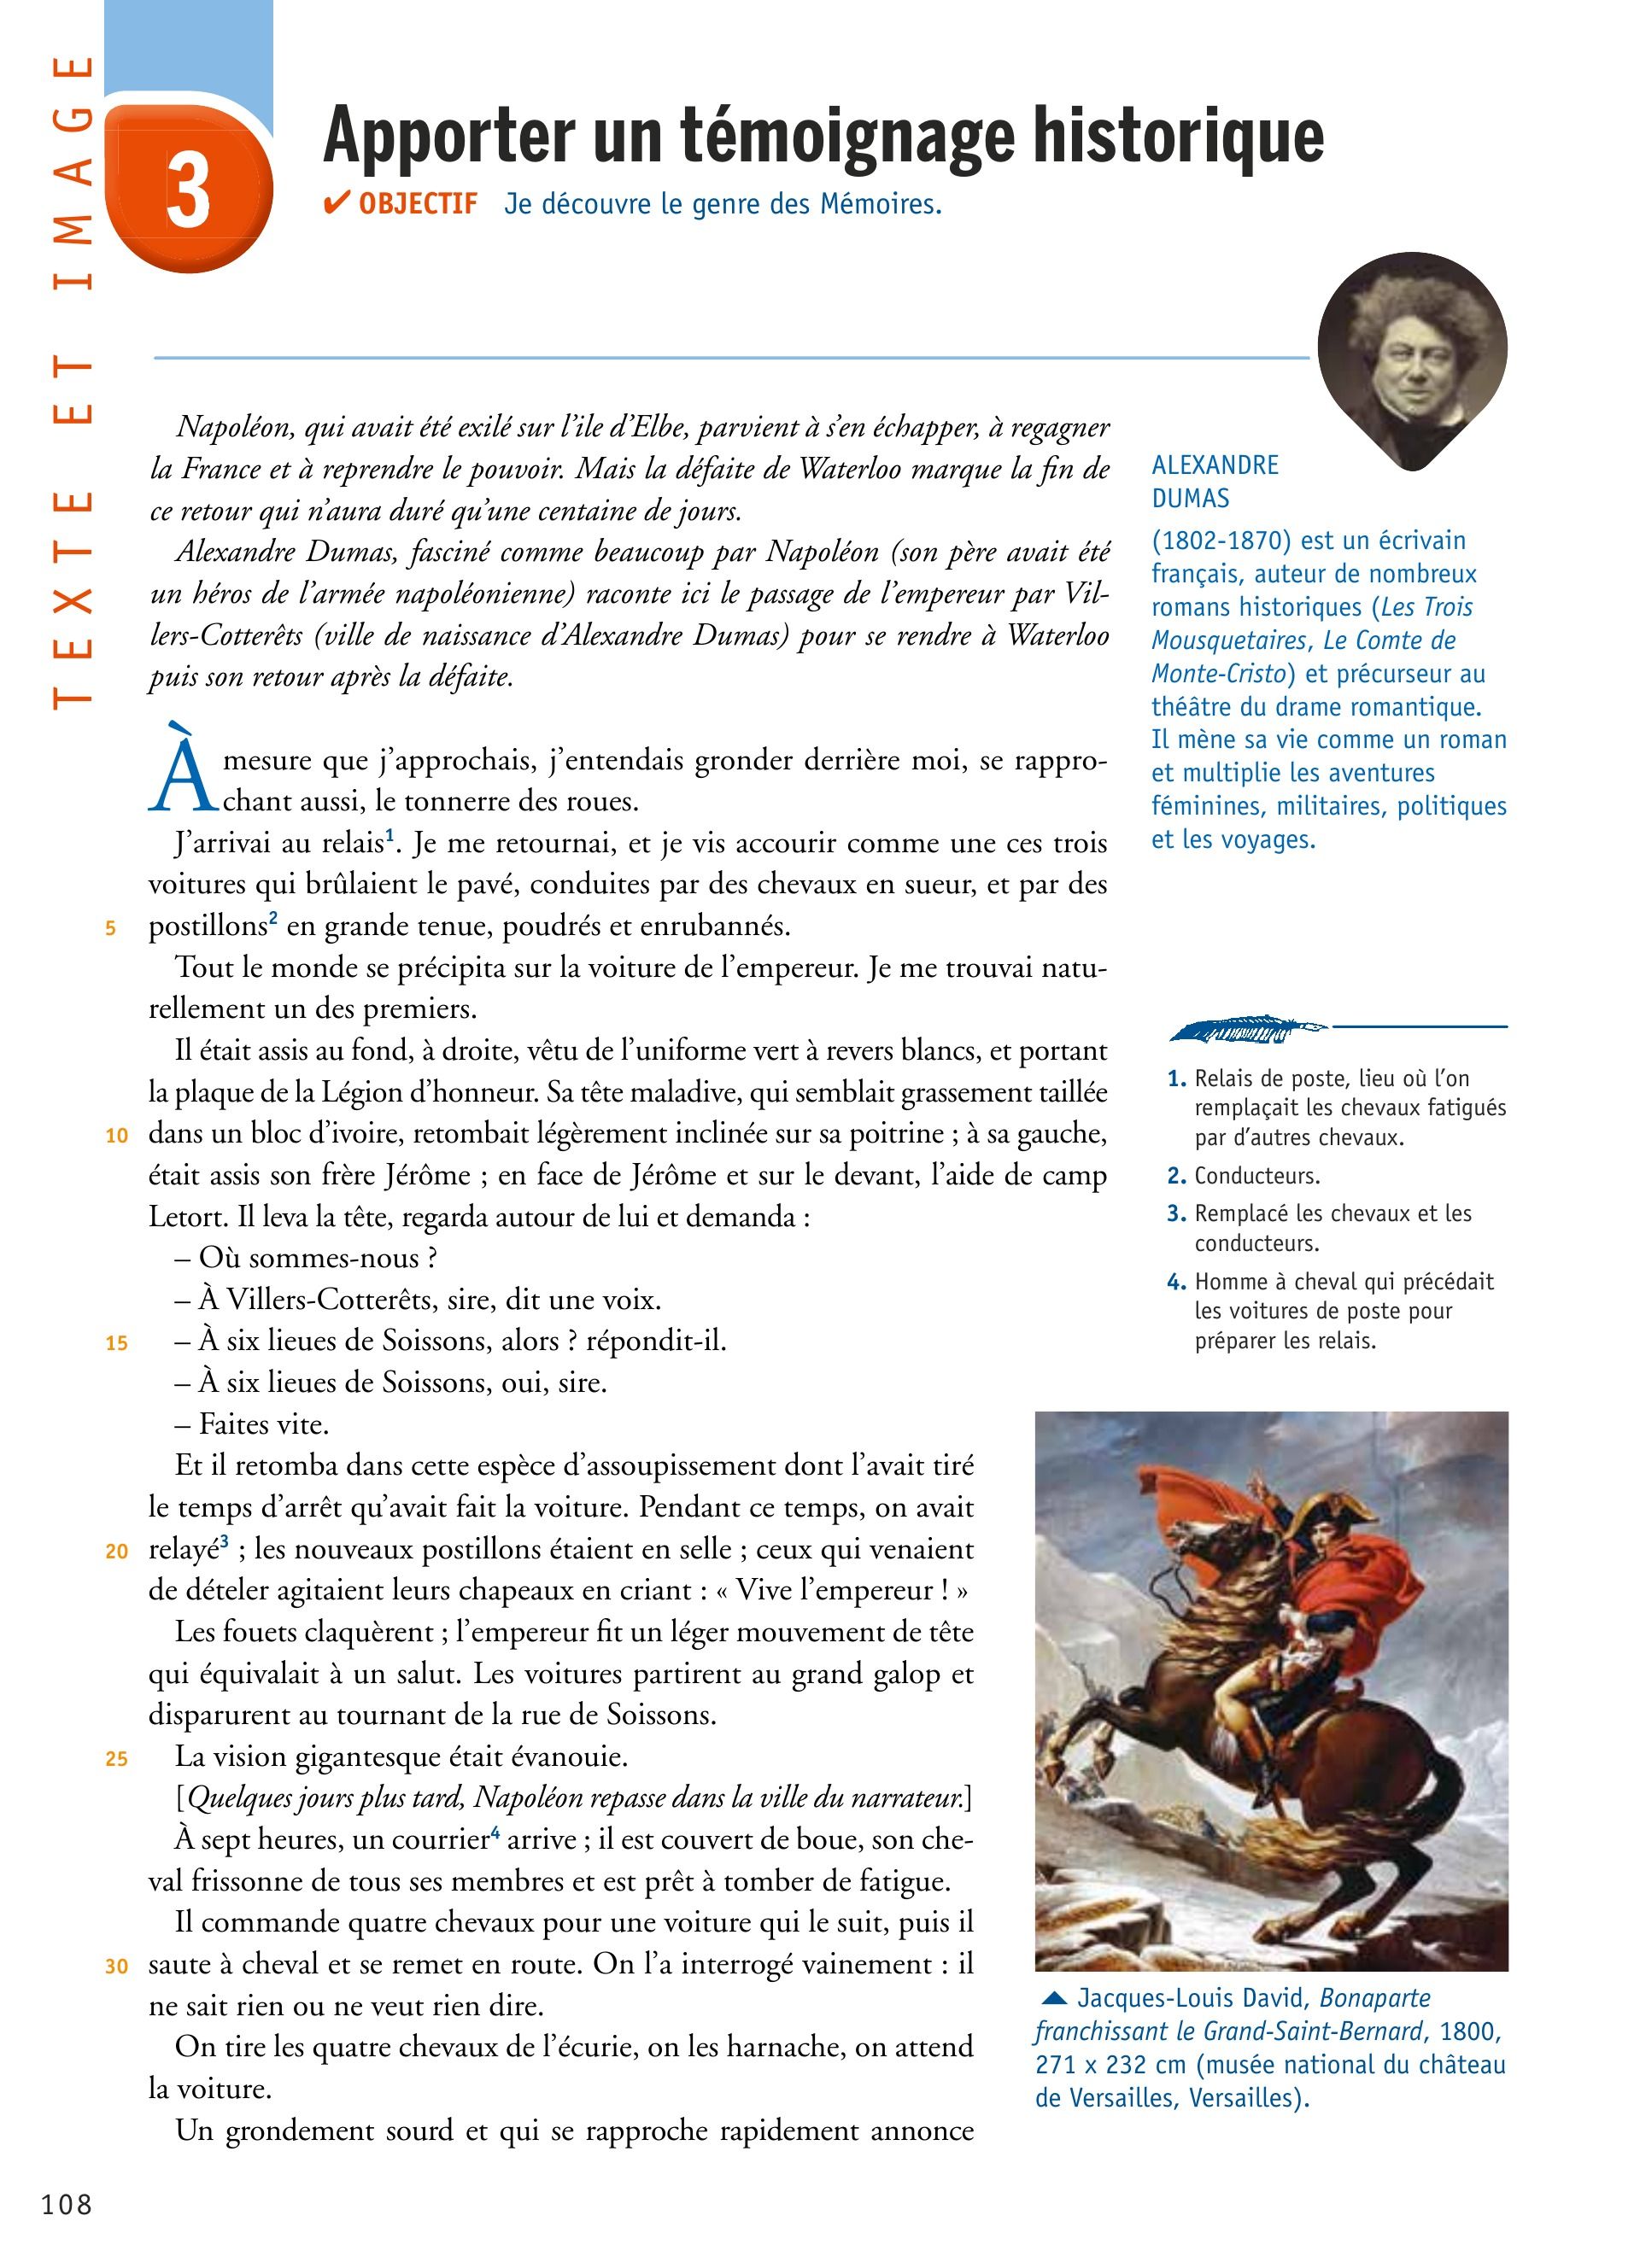 TEXTE ET IMAGE
3
Apporter un témoignage historique
✔ OBJECTIF Je découvre le genre des Mémoires.
Napoléon, qui avait été exilé sur l'ile d'Elbe, parvient à s'en échapper, à regagner
la France et à reprendre le pouvoir. Mais la défaite de Waterloo marque la fin de
ce retour qui n'aura duré qu'une centaine de jours.
Alexandre Dumas, fasciné comme beaucoup par Napoléon (son père avait été
un héros de l'armée napoléonienne) raconte ici le passage de l'empereur par Vil-
lers-Cotterêts (ville de naissance d'Alexandre Dumas) pour se rendre à Waterloo
puis son retour après la défaite.
À mesure que j'approchais, j'entendais gronder derrière moi, se rappro-
chant aussi, le tonnerre des roues.
J'arrivai au relais1. Je me retournai, et je vis accourir comme une ces trois
voitures qui brûlaient le pavé, conduites par des chevaux en sueur, et par des
5 postillons2 en grande tenue, poudrés et enrubannés.
Tout le monde se précipita sur la voiture de l'empereur. Je me trouvai natu-
rellement un des premiers.
Il était assis au fond, à droite, vêtu de l'uniforme vert à revers blancs, et portant
la plaque de la Légion d'honneur. Sa tête maladive, qui semblait grassement taillée
10 dans un bloc d'ivoire, retombait légèrement inclinée sur sa poitrine ; à sa gauche,
était assis son frère Jérôme ; en face de Jérôme et sur le devant, l'aide de camp
Letort. Il leva la tête, regarda autour de lui et demanda :
– Où sommes-nous ?
– À Villers-Cotterêts, sire, dit une voix.
15 – À six lieues de Soissons, alors ? répondit-il.
– À six lieues de Soissons, oui, sire.
– Faites vite.
Et il retomba dans cette espèce d'assoupissement dont l'avait tiré
le temps d'arrêt qu'avait fait la voiture. Pendant ce temps, on avait
20 relayé3 ; les nouveaux postillons étaient en selle ; ceux qui venaient
de dételer agitaient leurs chapeaux en criant : « Vive l'empereur ! »
Les fouets claquèrent ; l'empereur fit un léger mouvement de tête
qui équivalait à un salut. Les voitures partirent au grand galop et
disparurent au tournant de la rue de Soissons.
25 La vision gigantesque était évanouie.
[Quelques jours plus tard, Napoléon repasse dans la ville du narrateur.]
À sept heures, un courrier4 arrive ; il est couvert de boue, son che-
val frissonne de tous ses membres et est prêt à tomber de fatigue.
Il commande quatre chevaux pour une voiture qui le suit, puis il
30 saute à cheval et se remet en route. On l'a interrogé vainement : il
ne sait rien ou ne veut rien dire.
On tire les quatre chevaux de l'écurie, on les harnache, on attend
la voiture.
Un grondement sourd et qui se rapproche rapidement annonce
ALEXANDRE
DUMAS
(1802-1870) est un écrivain
français, auteur de nombreux
romans historiques (Les Trois
Mousquetaires, Le Comte de
Monte-Cristo) et précurseur au
théâtre du drame romantique.
Il mène sa vie comme un roman
et multiplie les aventures
féminines, militaires, politiques
et les voyages.
1. Relais de poste, lieu où l'on
remplaçait les chevaux fatigués
par d'autres chevaux.
2. Conducteurs.
3. Remplacé les chevaux et les
conducteurs.
4. Homme à cheval qui précédait
les voitures de poste pour
préparer les relais.
▲ Jacques-Louis David, Bonaparte
franchissant le Grand-Saint-Bernard, 1800,
271 x 232 cm (musée national du château
de Versailles, Versailles).
108